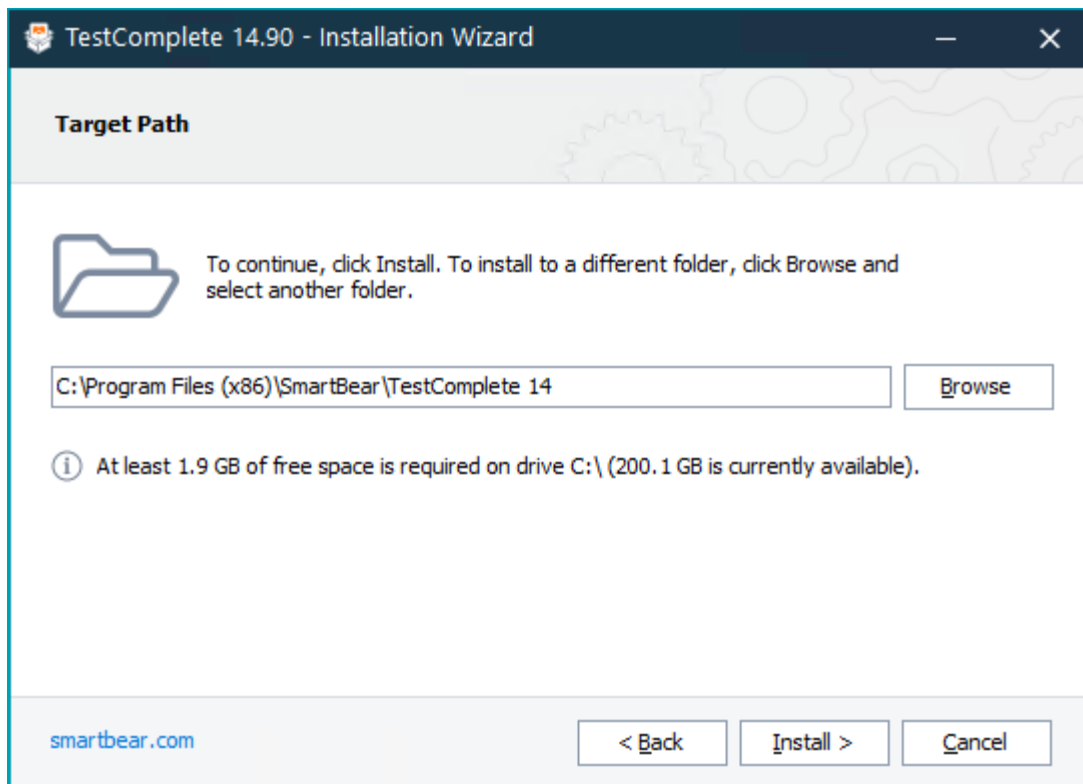 TestComplete 14.90 - Installation Wizard
Target Path
To continue, click Install. To install to a different folder, click Browse and
select another folder.
C:\Program Files (x86)\SmartBear\TestComplete 14
Browse
At least 1.9 GB of free space is required on drive C:\ (200.1 GB is currently available).
smartbear.com
< Back
Install >
Cancel